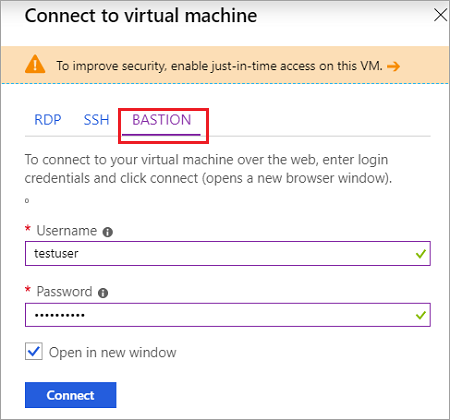 Connect to virtual machine
To improve security, enable just-in-time access on this VM. →
RDP SSH BASTION
To connect to your virtual machine over the web, enter login
credentials and click connect (opens a new browser window).
* Username
testuser
* Password
••••••••••
Open in new window
Connect